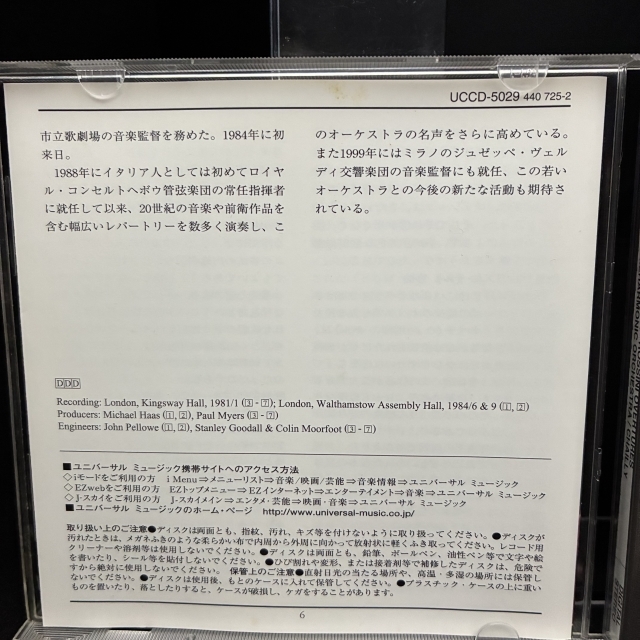 UCCD-5029 440 725-2
市立歌劇場の音楽監督を務めた。1984年に初
来日。
1988年にイタリア人としては初めてロイヤ
ル・コンセルトヘボウ管弦楽団の常任指揮者
に就任して以来、20世紀の音楽や前衛作品を
含む幅広いレパートリーを数多く演奏し、こ
のオーケストラの名声をさらに高めている。
また1999年にはミラノのジュゼッペ・ヴェル
ディ交響楽団の音楽監督にも就任、この若い
オーケストラとの今後の新たな活動も期待さ
れている。
DDD
Recording: London, Kingsway Hall, 1981/1 (3 - 7); London, Walthamstow Assembly Hall, 1984/6 & 9 (1, 2)
Producers: Michael Haas (1, 2), Paul Myers (3 - 7)
Engineers: John Pellowe (1, 2), Stanley Goodall & Colin Moorfoot (3 - 7)
■ユニバーサル ミュージック携帯サイトへのアクセス方法
◇iモードをご利用の方 i Menu⇒メニューリスト⇒音楽/映画/芸能⇒音楽情報⇒ユニバーサル ミュージック
◇EZwebをご利用の方 EZトップメニュー⇒EZインターネット⇒エンターテイメント⇒音楽⇒ユニバーサル ミュージック
◇J-スカイをご利用の方 J-スカイメイン⇒エンタメ・芸能⇒映画・音楽⇒ユニバーサル ミュージック
■ユニバーサル ミュージックのホーム・ページ http://www.universal-music.co.jp/
取り扱い上のご注意●ディスクは両面とも、指紋、汚れ、キズ等を付けないように取り扱ってください。●ディスクが
汚れたときは、メガネふきのような柔らかい布で内周から外周に向かって放射状に軽くふき取ってください。レコード用
クリーナーや溶剤等は使用しないでください。●ディスクは両面とも、鉛筆、ボールペン、油性ペン等で文字や絵
を書いたり、シール等を貼付しないでください。●ひび割れや変形、または接着剤等で補修したディスクは、危険で
すから絶対に使用しないでください。 保管上のご注意●直射日光の当たる場所や、高温・多湿の場所には保管し
ないでください。●ディスクは使用後、もとのケースに入れて保管してください。●プラスチック・ケースの上に重い
ものを置いたり、落としたりすると、ケースが破損し、ケガをすることがあります。
6